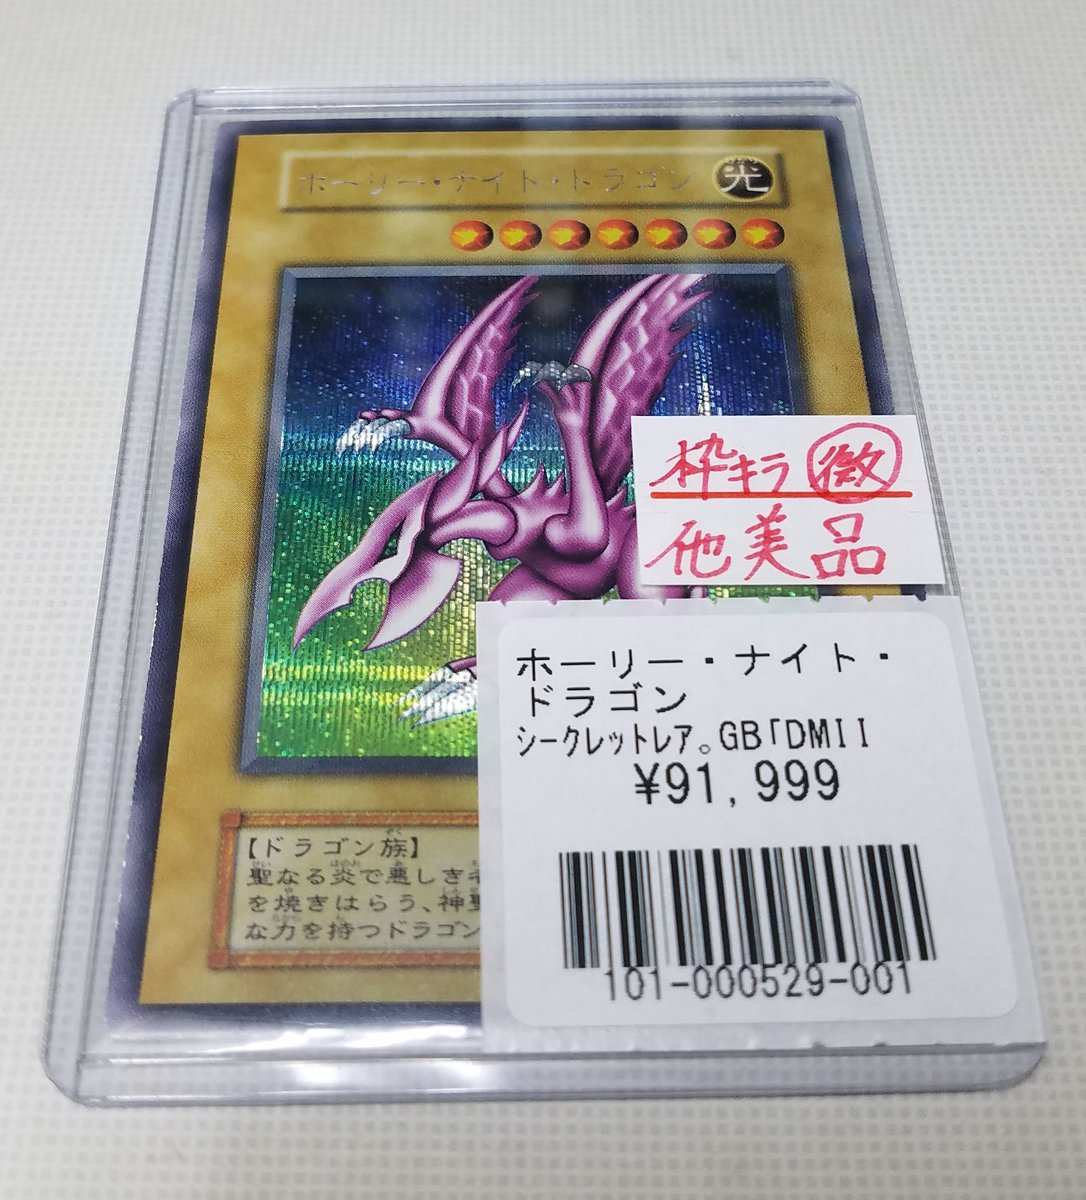 ホーリー・ナイト・ドラゴン
光
枠キラ 微
他美品
ホーリー・ナイト・
ドラゴン
シークレットレア。GB「DMII
¥91,999
101-000529-001
【ドラゴン族】
聖なる炎で悪しき
を焼きはらう、神聖
な力を持つドラゴン